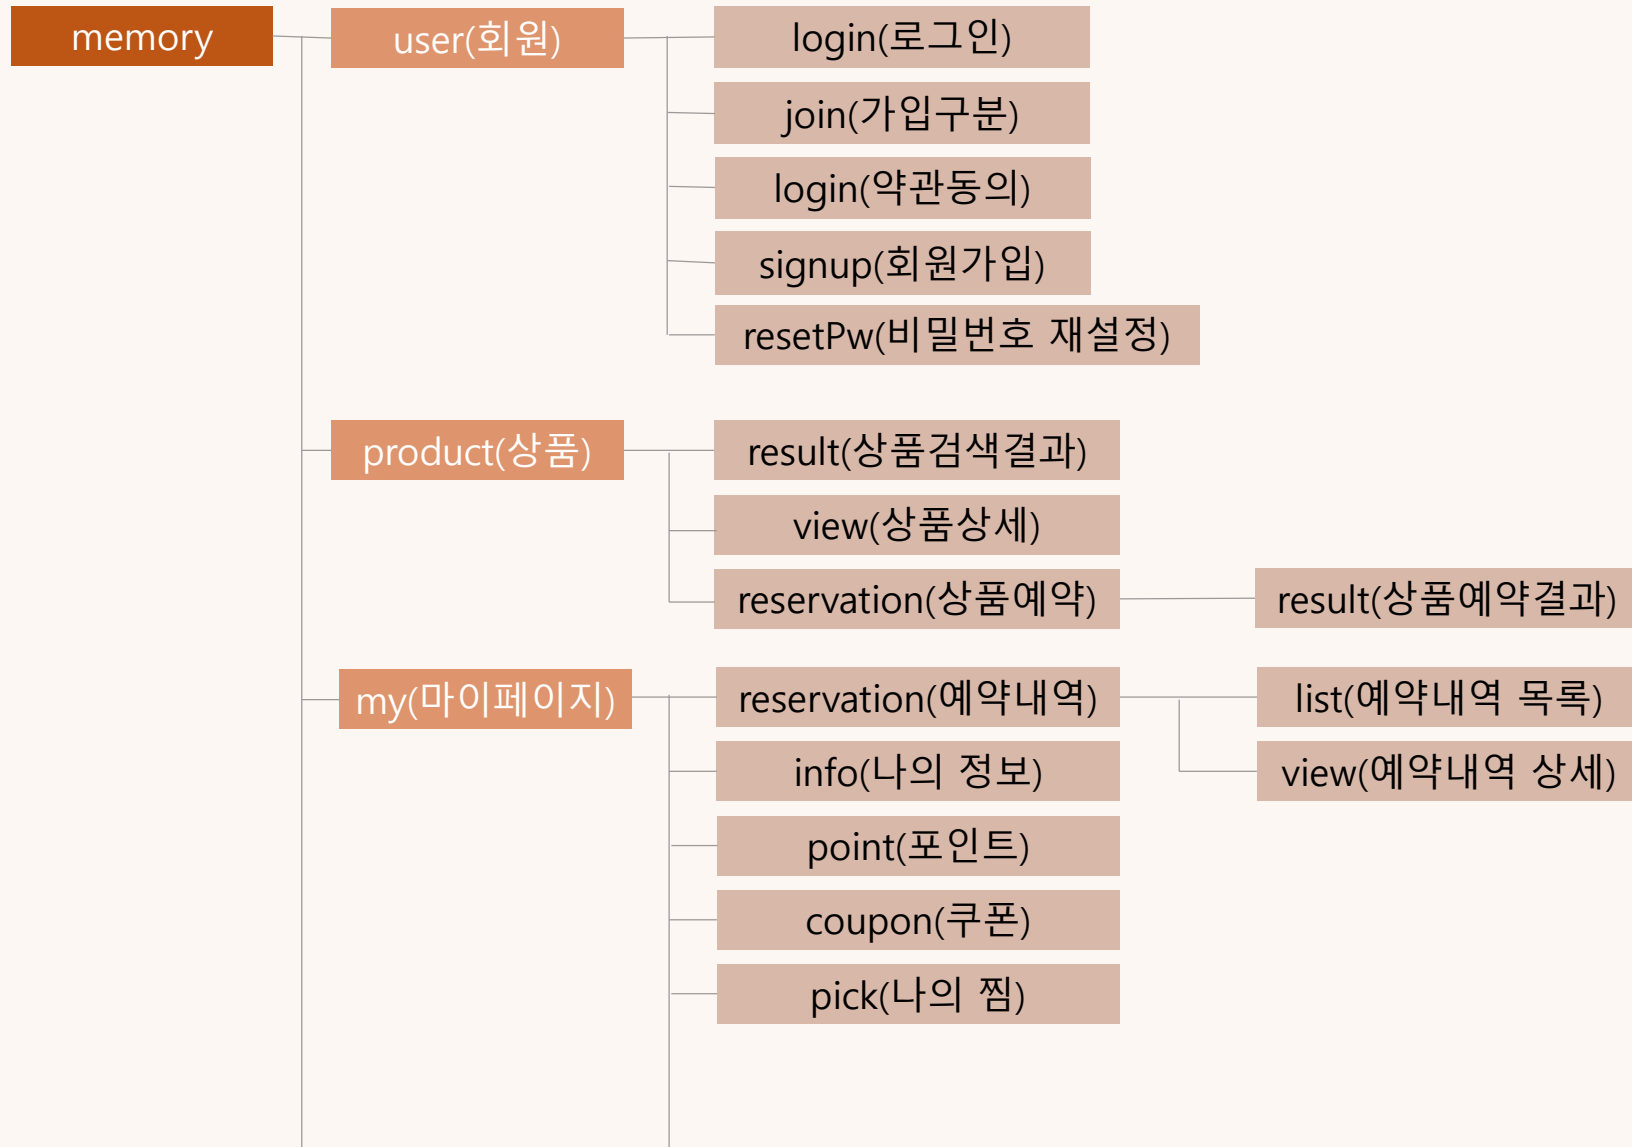 memory
user(회원)
login(로그인)
join(가입구분)
login(약관동의)
signup(회원가입)
resetPw(비밀번호 재설정)
product(상품)
result(상품검색결과)
view(상품상세)
reservation(상품예약)
result(상품예약결과)
my(마이페이지)
reservation(예약내역)
list(예약내역 목록)
view(예약내역 상세)
info(나의 정보)
point(포인트)
coupon(쿠폰)
pick(나의 찜)